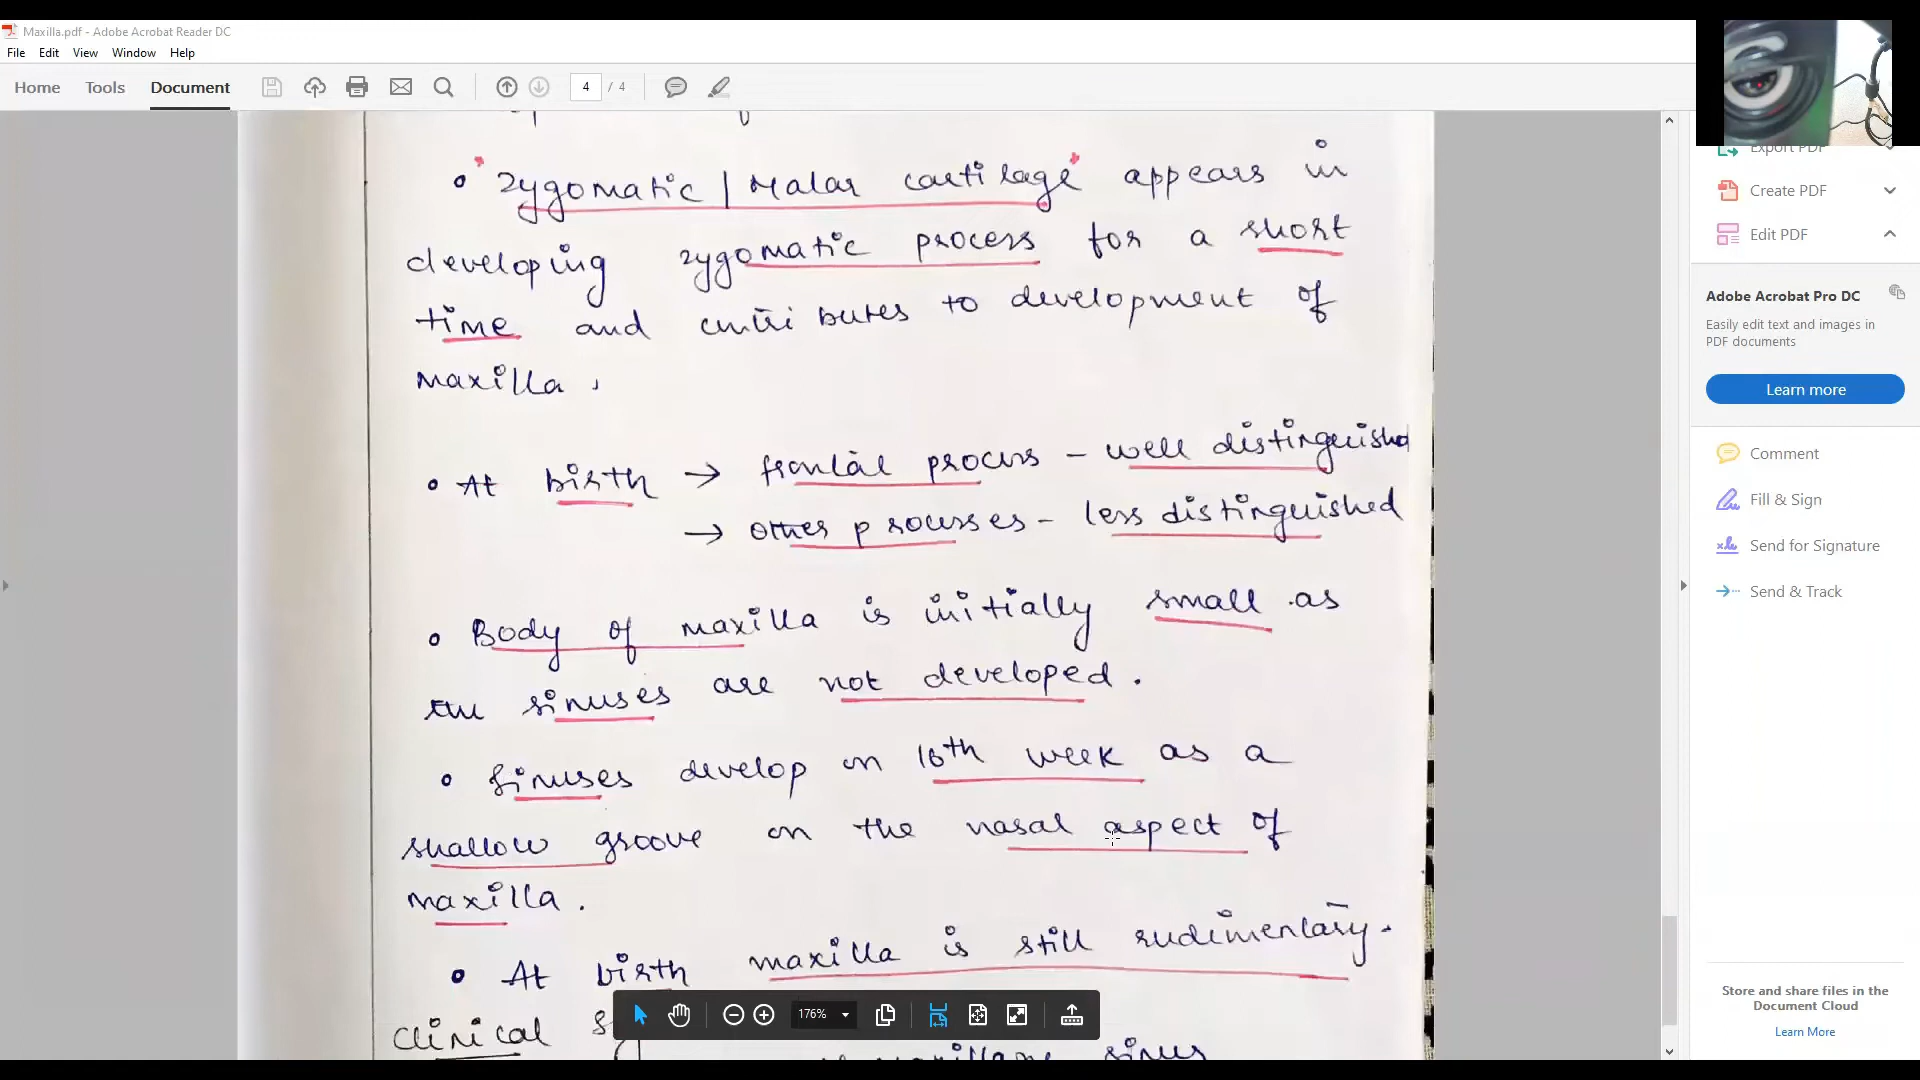 Maxilla.pdf - Adobe Acrobat Reader DC
File Edit View Window Help
Home Tools Document 4 / 4
• Zygomatic / Malar cartilage appears in
developing zygomatic process for a short
time and contributes to development of
maxilla.
• At birth → frontal process - well distinguished
→ other processes - less distinguished
• Body of maxilla is initially small as
the sinuses are not developed.
• Sinuses develop on 16th week as a
shallow groove on the nasal aspect of
maxilla.
• At birth maxilla is still rudimentary.
Clinical
maxillary sinus
176%
Export PDF
Create PDF
Edit PDF
Adobe Acrobat Pro DC
Easily edit text and images in
PDF documents
Learn more
Comment
Fill & Sign
Send for Signature
Send & Track
Store and share files in the
Document Cloud
Learn More